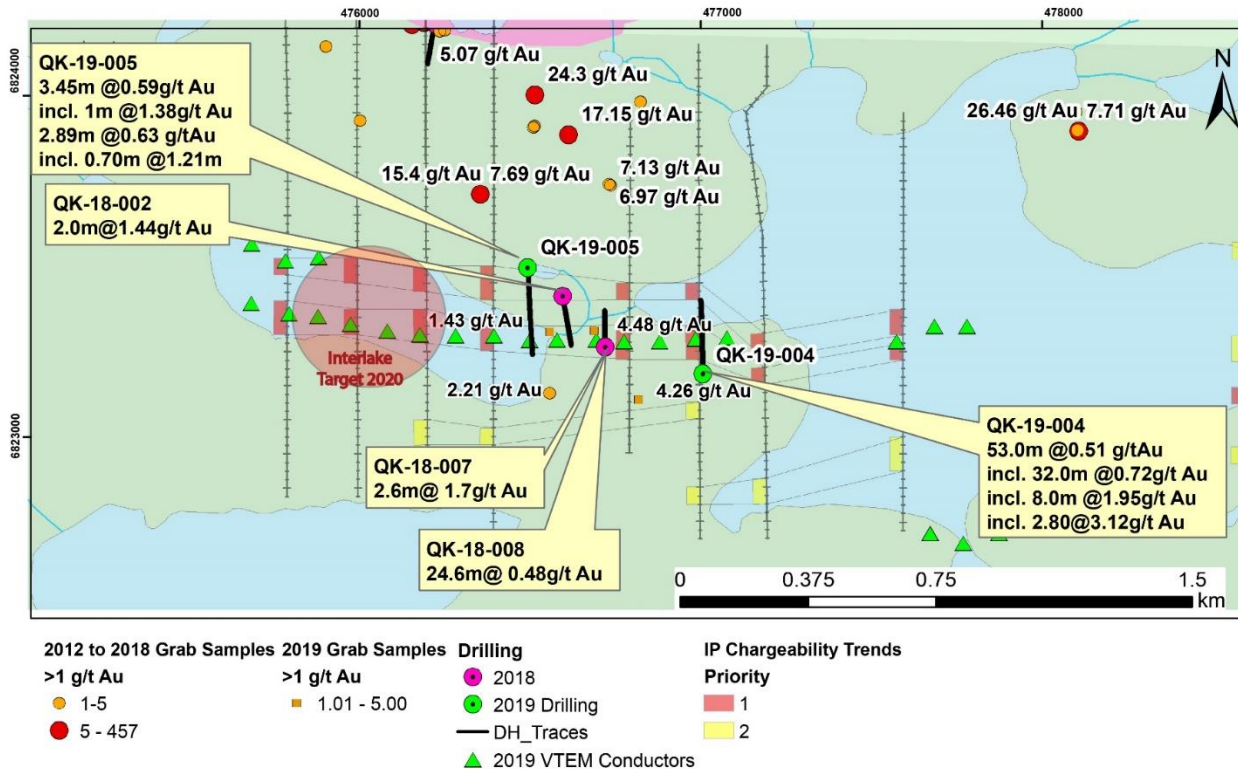 476000
477000
478000
6824000
6823000
N
QK-19-005
3.45m @0.59g/t Au
incl. 1m @1.38g/t Au
2.89m @0.63 g/tAu
incl. 0.70m @1.21m
QK-18-002
2.0m@1.44g/t Au
5.07 g/t Au
24.3 g/t Au
17.15 g/t Au
26.46 g/t Au 7.71 g/t Au
15.4 g/t Au 7.69 g/t Au
7.13 g/t Au
6.97 g/t Au
QK-19-005
1.43 g/t Au
4.48 g/t Au
QK-19-004
Interlake
Target 2020
2.21 g/t Au
4.26 g/t Au
QK-18-007
2.6m@ 1.7g/t Au
QK-18-008
24.6m@ 0.48g/t Au
QK-19-004
53.0m @0.51 g/tAu
incl. 32.0m @0.72g/t Au
incl. 8.0m @1.95g/t Au
incl. 2.80@3.12g/t Au
0 0.375 0.75 1.5
km
2012 to 2018 Grab Samples
>1 g/t Au
1-5
5 - 457
2019 Grab Samples
>1 g/t Au
1.01 - 5.00
Drilling
2018
2019 Drilling
DH_Traces
2019 VTEM Conductors
IP Chargeability Trends
Priority
1
2